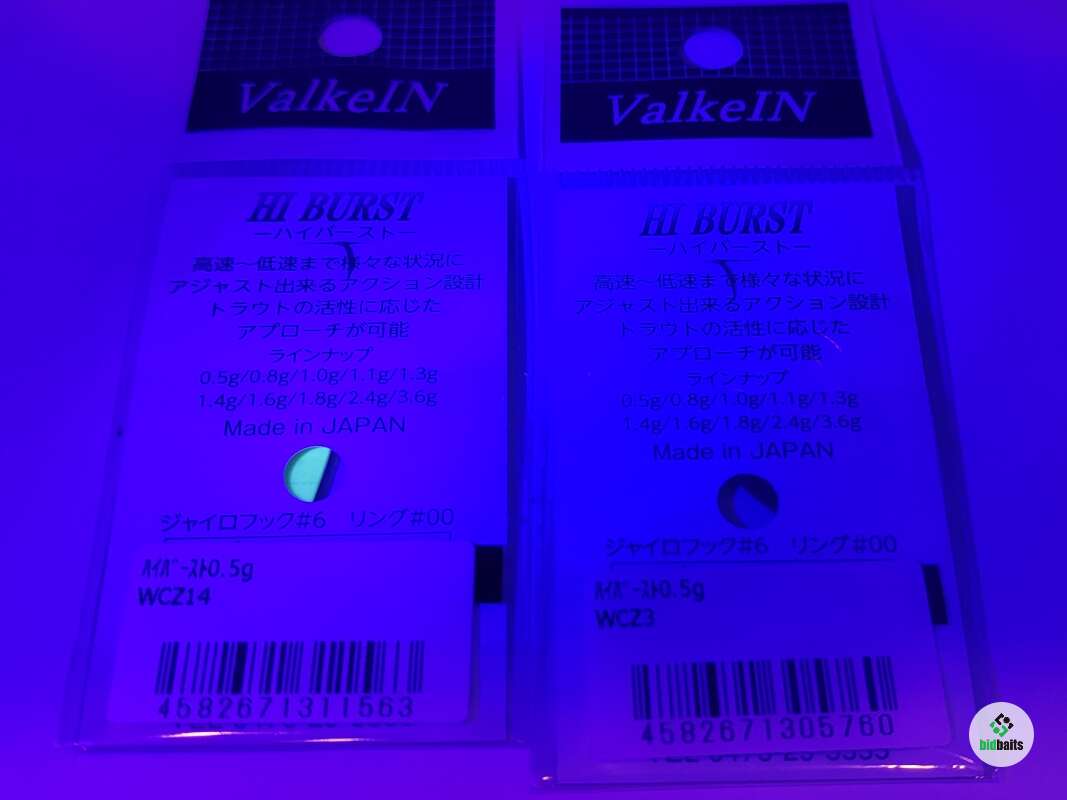 ValkeIN
HI BURST
ーハイバーストー
高速～低速まで様々な状況に
アジャスト出来るアクション設計
トラウトの活性に応じた
アプローチが可能
ラインナップ
0.5g/0.8g/1.0g/1.1g/1.3g
1.4g/1.6g/1.8g/2.4g/3.6g
Made in JAPAN
ジャイロフック#6 リング#00
ﾊｲﾊﾞｰｽﾄ0.5g
WCZ14
4582671311563
ValkeIN
HI BURST
ーハイバーストー
高速～低速まで様々な状況に
アジャスト出来るアクション設計
トラウトの活性に応じた
アプローチが可能
ラインナップ
0.5g/0.8g/1.0g/1.1g/1.3g
1.4g/1.6g/1.8g/2.4g/3.6g
Made in JAPAN
ジャイロフック#6 リング#00
ﾊｲﾊﾞｰｽﾄ0.5g
WCZ3
4582671305760
bidbaits